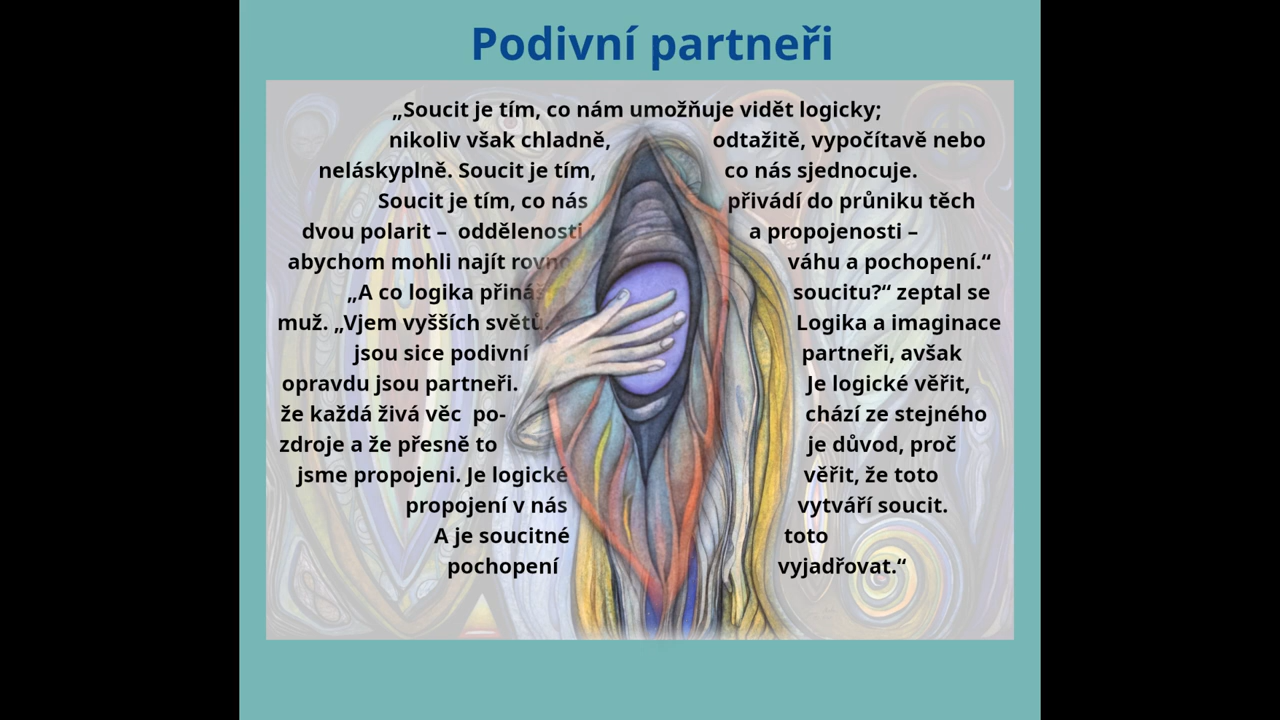 Podivní partneři
„Soucit je tím, co nám umožňuje vidět logicky;
nikoliv však chladně, odtažitě, vypočítavě nebo
neláskyplně. Soucit je tím, co nás sjednocuje.
Soucit je tím, co nás přivádí do průniku těch
dvou polarit – oddělenosti a propojenosti –
abychom mohli najít rovno váhu a pochopení.“
„A co logika přináší soucitu?“ zeptal se
muž. „Vjem vyšších světů. Logika a imaginace
jsou sice podivní partneři, avšak
opravdu jsou partneři. Je logické věřit,
že každá živá věc po- chází ze stejného
zdroje a že přesně to je důvod, proč
jsme propojeni. Je logické věřit, že toto
propojení v nás vytváří soucit.
A je soucitné toto
pochopení vyjadřovat.“